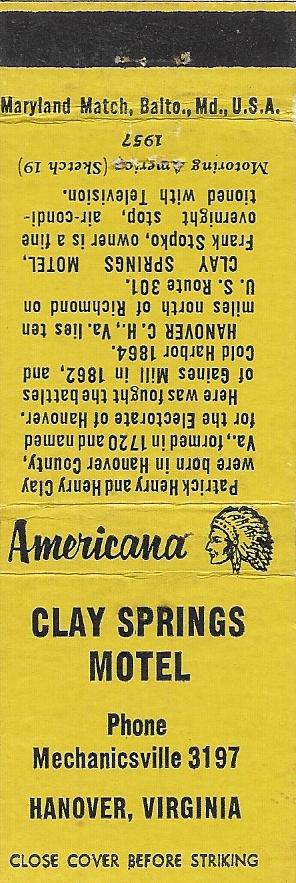 Maryland Match, Balto., Md., U.S.A.
Patrick Henry and Henry Clay
were born in Hanover County,
Va., formed in 1720 and named
for the Electorate of Hanover.
Here was fought the battles
of Gaines Mill in 1862, and
Cold Harbor 1864.
HANOVER C. H., Va. lies ten
miles north of Richmond on
U. S. Route 301.
CLAY SPRINGS MOTEL,
Frank Stopko, owner is a fine
overnight stop, air-condi-
tioned with Television.
Motoring America (Sketch 19)
1957
Americana
CLAY SPRINGS
MOTEL
Phone
Mechanicsville 3197
HANOVER, VIRGINIA
CLOSE COVER BEFORE STRIKING